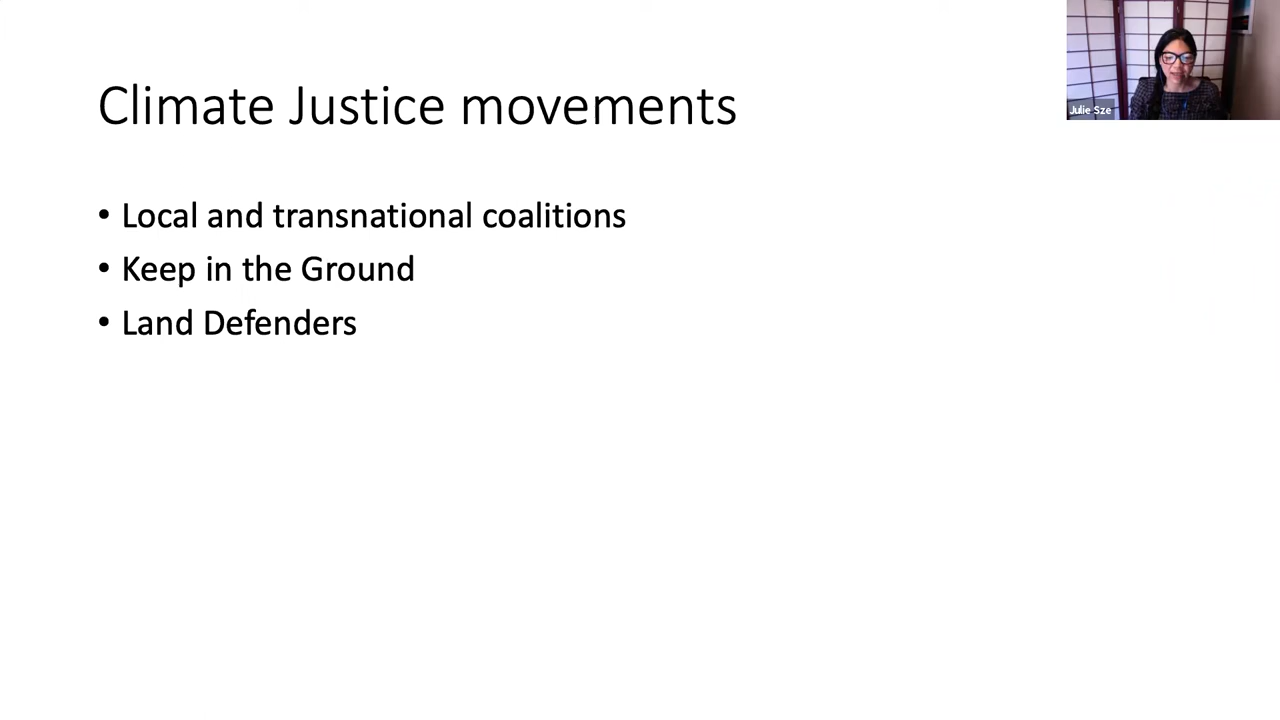 Climate Justice movements
Julie Sze
• Local and transnational coalitions
• Keep in the Ground
• Land Defenders